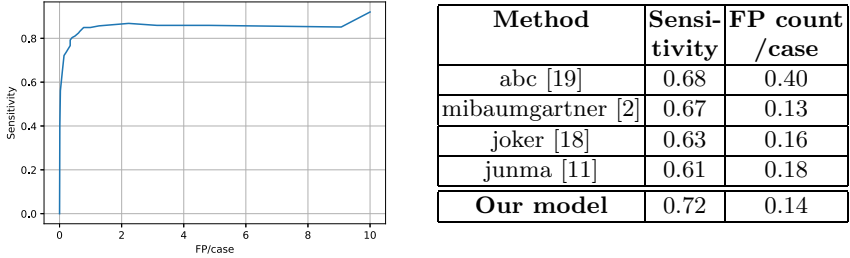 0.8
0.6
0.4
0.2
0.0
Sensitivity
0 2 4 6 8 10
FP/case
Method Sensi- FP count
tivity /case
abc [19] 0.68 0.40
mibaumgartner [2] 0.67 0.13
joker [18] 0.63 0.16
junma [11] 0.61 0.18
Our model 0.72 0.14